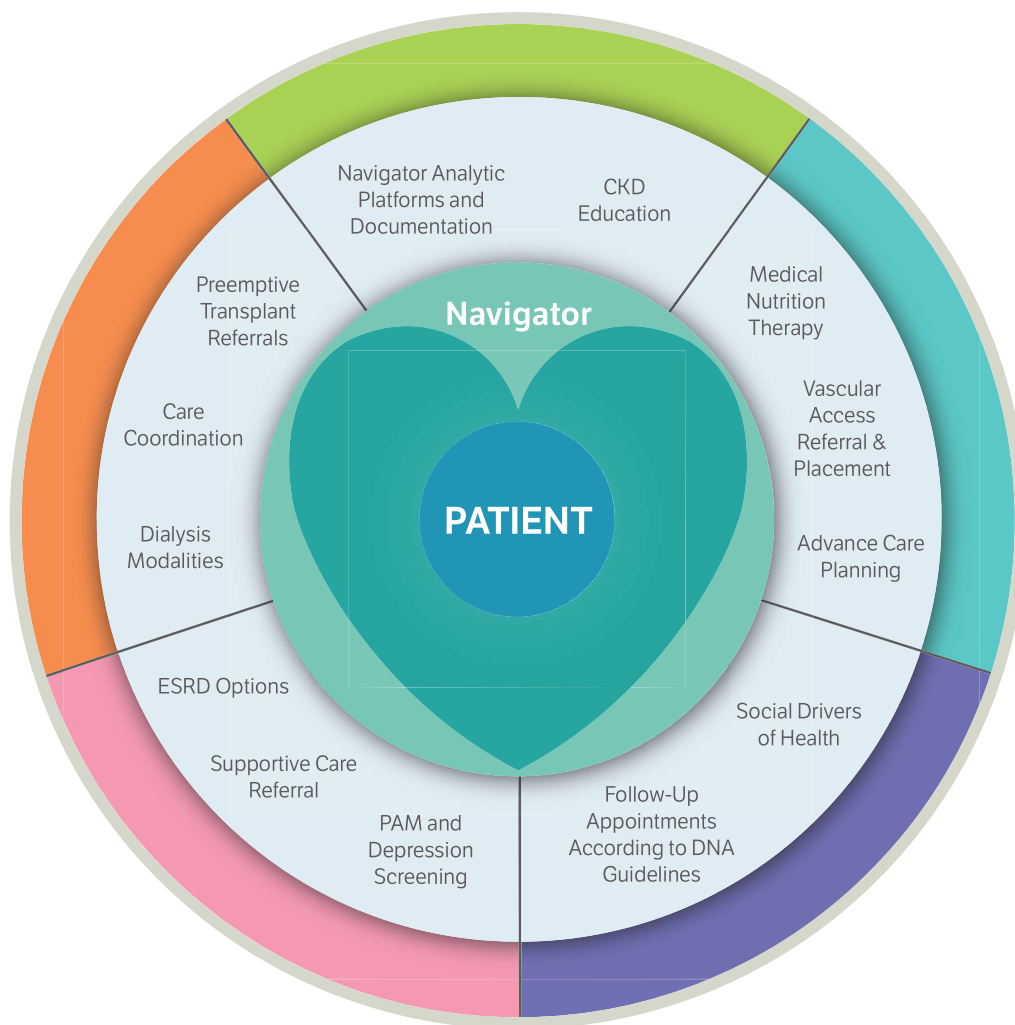 Navigator Analytic
Platforms and
Documentation
CKD
Education
Medical
Nutrition
Therapy
Vascular
Access
Referral &
Placement
Advance Care
Planning
Social Drivers
of Health
Follow-Up
Appointments
According to DNA
Guidelines
PAM and
Depression
Screening
Supportive Care
Referral
ESRD Options
Dialysis
Modalities
Care
Coordination
Preemptive
Transplant
Referrals
Navigator
PATIENT